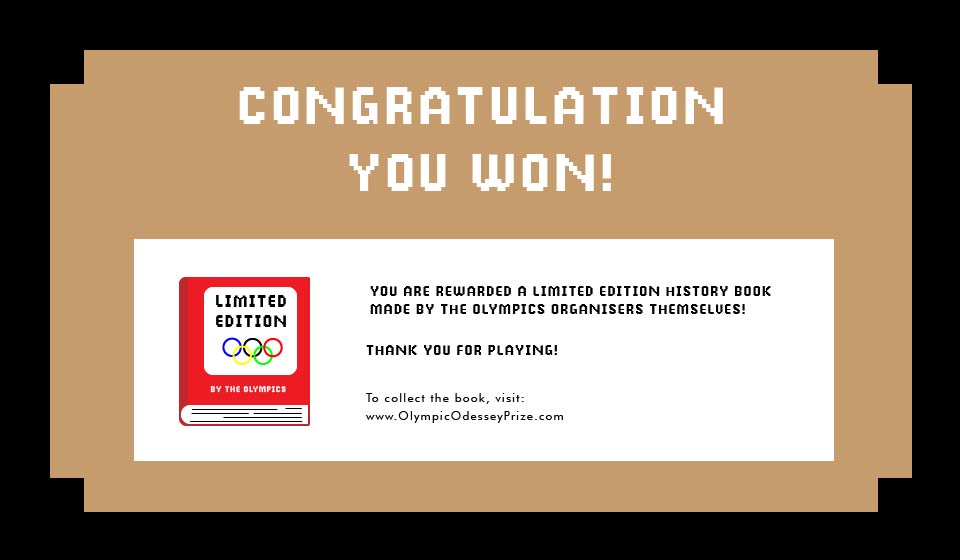 CONGRATULATION
YOU WON!
LIMITED
EDITION
BY THE OLYMPICS
YOU ARE REWARDED A LIMITED EDITION HISTORY BOOK
MADE BY THE OLYMPICS ORGANISERS THEMSELVES!
THANK YOU FOR PLAYING!
To collect the book, visit:
www.OlympicOdesseyPrize.com